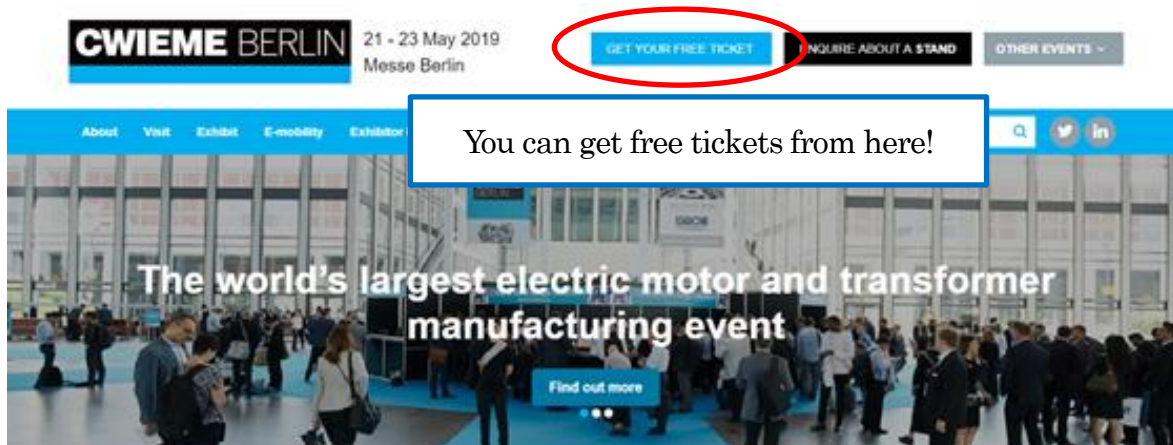 CWIEME BERLIN
21 - 23 May 2019
Messe Berlin
GET YOUR FREE TICKET
ENQUIRE ABOUT A STAND
OTHER EVENTS
About Visit Exhibit E-mobility Exhibitor
You can get free tickets from here!
in
The world's largest electric motor and transformer
manufacturing event
Find out more